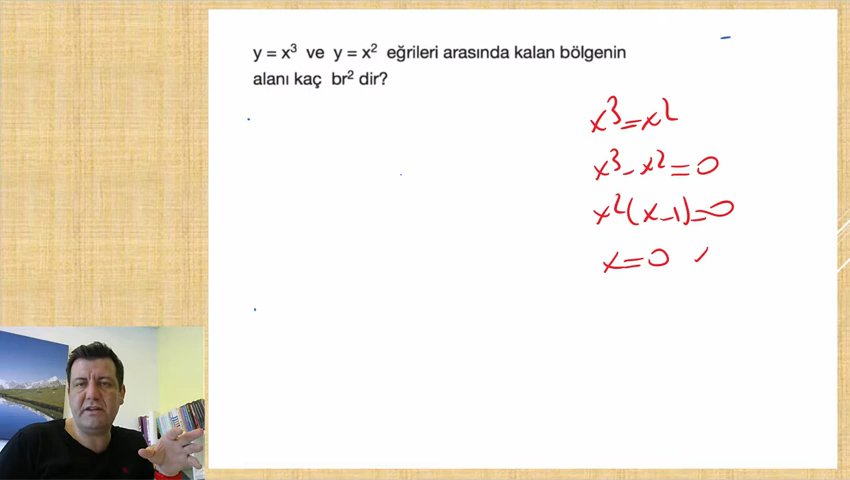 y = x³ ve y = x² eğrileri arasında kalan bölgenin
alanı kaç br² dir?
x³=x²
x³-x²=0
x²(x-1)=0
x=0